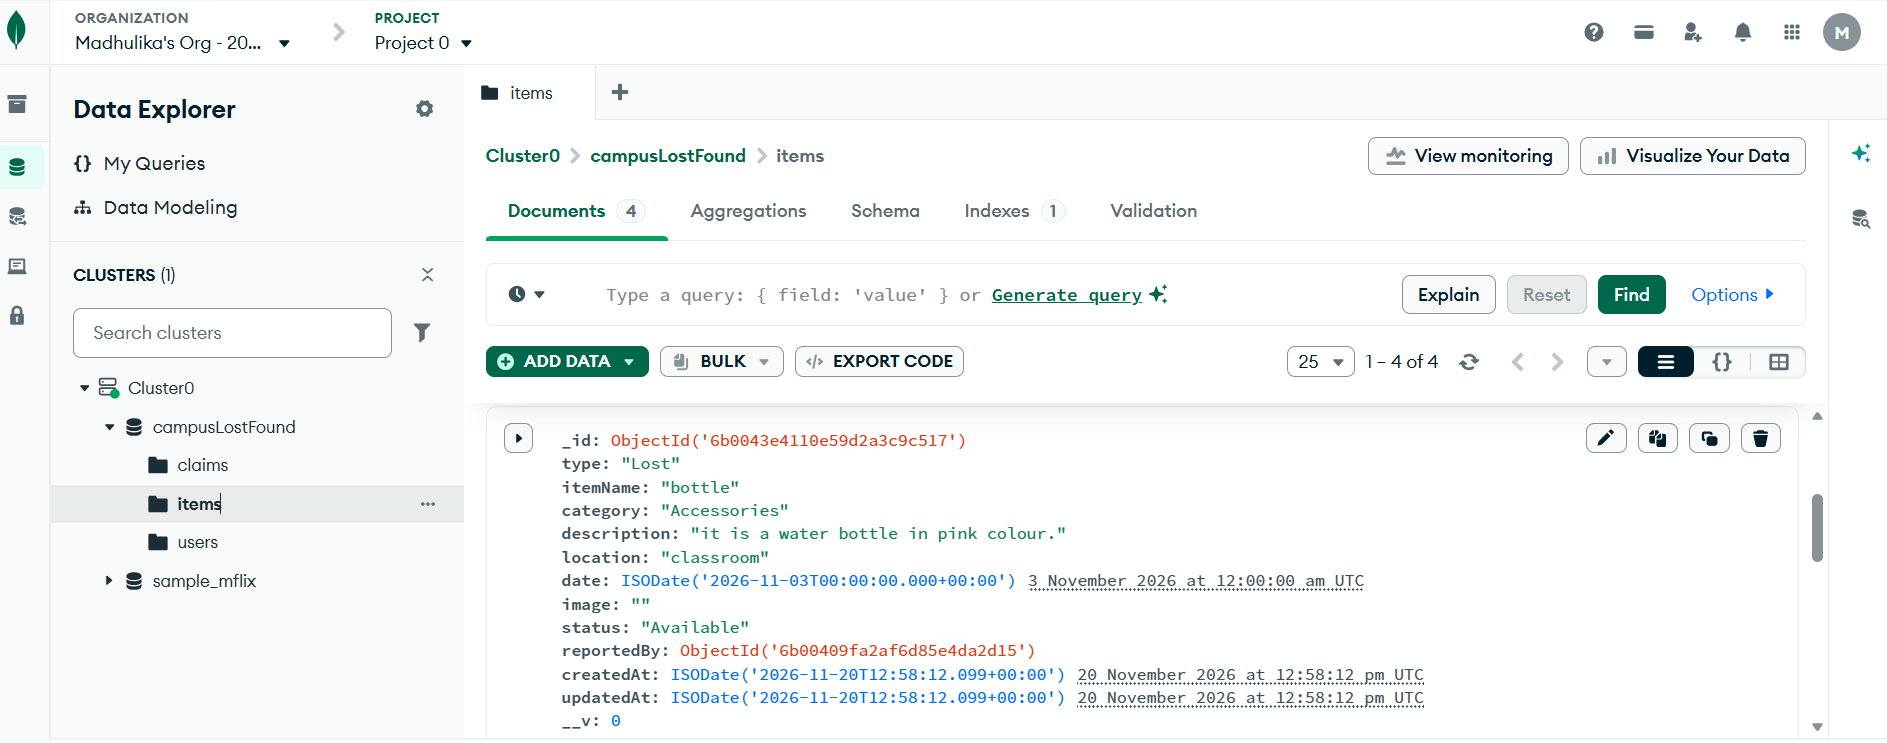 ORGANIZATION
Madhulika's Org - 20...
PROJECT
Project 0
M
Data Explorer
My Queries
Data Modeling
CLUSTERS (1)
Search clusters
Cluster0
campusLostFound
claims
items
users
sample_mflix
items
Cluster0 > campusLostFound > items
View monitoring
Visualize Your Data
Documents 4
Aggregations
Schema
Indexes 1
Validation
Type a query: { field: 'value' } or Generate query
Explain
Reset
Find
Options
ADD DATA
BULK
EXPORT CODE
25
1 – 4 of 4
{}
_id: ObjectId('6b0043e4110e59d2a3c9c517')
type: "Lost"
itemName: "bottle"
category: "Accessories"
description: "it is a water bottle in pink colour."
location: "classroom"
date: ISODate('2026-11-03T00:00:00.000+00:00') 3 November 2026 at 12:00:00 am UTC
image: ""
status: "Available"
reportedBy: ObjectId('6b00409fa2af6d85e4da2d15')
createdAt: ISODate('2026-11-20T12:58:12.099+00:00') 20 November 2026 at 12:58:12 pm UTC
updatedAt: ISODate('2026-11-20T12:58:12.099+00:00') 20 November 2026 at 12:58:12 pm UTC
__v: 0